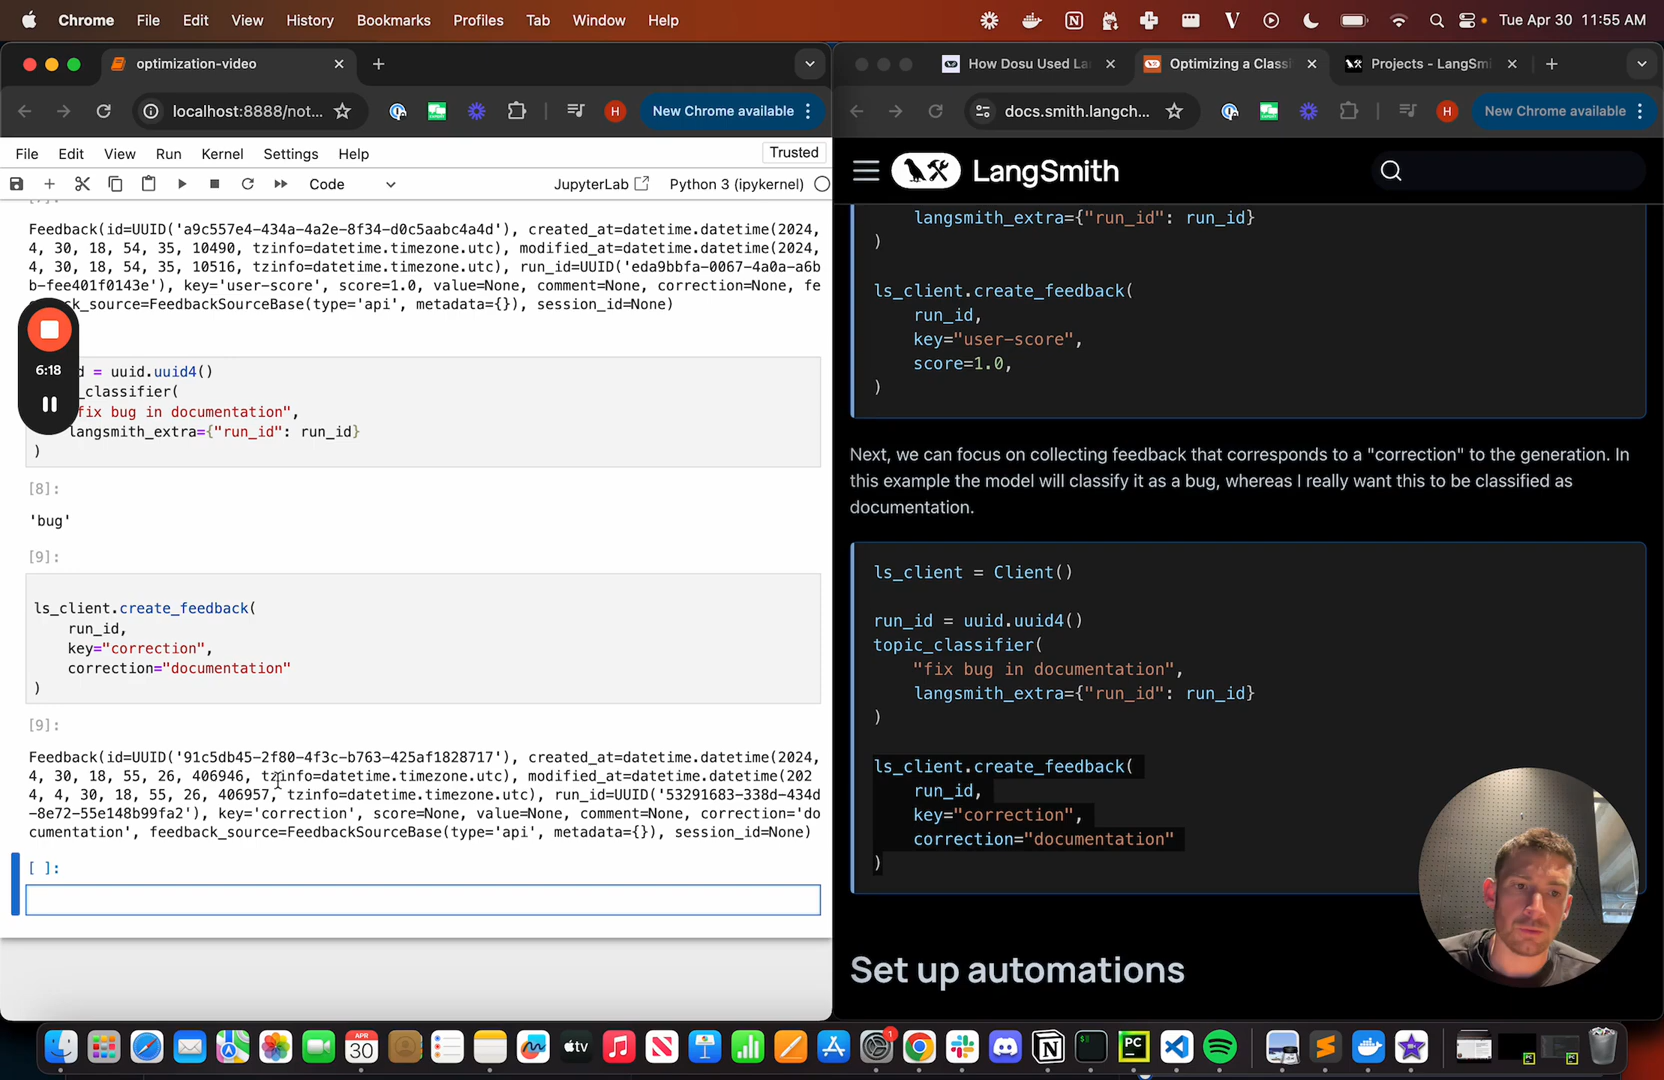 Chrome File Edit View History Bookmarks Profiles Tab Window Help
Tue Apr 30 11:55 AM
optimization-video
localhost:8888/not...
New Chrome available
File Edit View Run Kernel Settings Help
Trusted
Code
JupyterLab
Python 3 (ipykernel)
Feedback(id=UUID('a9c557e4-434a-4a2e-8f34-d0c5aabc4a4d'), created_at=datetime.datetime(2024,
4, 30, 18, 54, 35, 10490, tzinfo=datetime.timezone.utc), modified_at=datetime.datetime(2024,
4, 30, 18, 54, 35, 10516, tzinfo=datetime.timezone.utc), run_id=UUID('eda9bbfa-0067-4a0a-a6b
b-fee401f0143e'), key='user-score', score=1.0, value=None, comment=None, correction=None, fe
ck_source=FeedbackSourceBase(type='api', metadata={}), session_id=None)
6:18
d = uuid.uuid4()
_classifier(
fix bug in documentation",
langsmith_extra={"run_id": run_id}
)
[8]:
'bug'
[9]:
ls_client.create_feedback(
run_id,
key="correction",
correction="documentation"
)
[9]:
Feedback(id=UUID('91c5db45-2f80-4f3c-b763-425af1828717'), created_at=datetime.datetime(2024,
4, 30, 18, 55, 26, 406946, tzinfo=datetime.timezone.utc), modified_at=datetime.datetime(202
4, 4, 30, 18, 55, 26, 406957, tzinfo=datetime.timezone.utc), run_id=UUID('53291683-338d-434d
-8e72-55e148b99fa2'), key='correction', score=None, value=None, comment=None, correction='do
cumentation', feedback_source=FeedbackSourceBase(type='api', metadata={}), session_id=None)
[ ]:
How Dosu Used La
Optimizing a Classi
Projects - LangSmi
docs.smith.langch...
New Chrome available
LangSmith
langsmith_extra={"run_id": run_id}
)
ls_client.create_feedback(
run_id,
key="user-score",
score=1.0,
)
Next, we can focus on collecting feedback that corresponds to a "correction" to the generation. In
this example the model will classify it as a bug, whereas I really want this to be classified as
documentation.
ls_client = Client()
run_id = uuid.uuid4()
topic_classifier(
"fix bug in documentation",
langsmith_extra={"run_id": run_id}
)
ls_client.create_feedback(
run_id,
key="correction",
correction="documentation"
)
Set up automations
APR
30
tv
1
PC